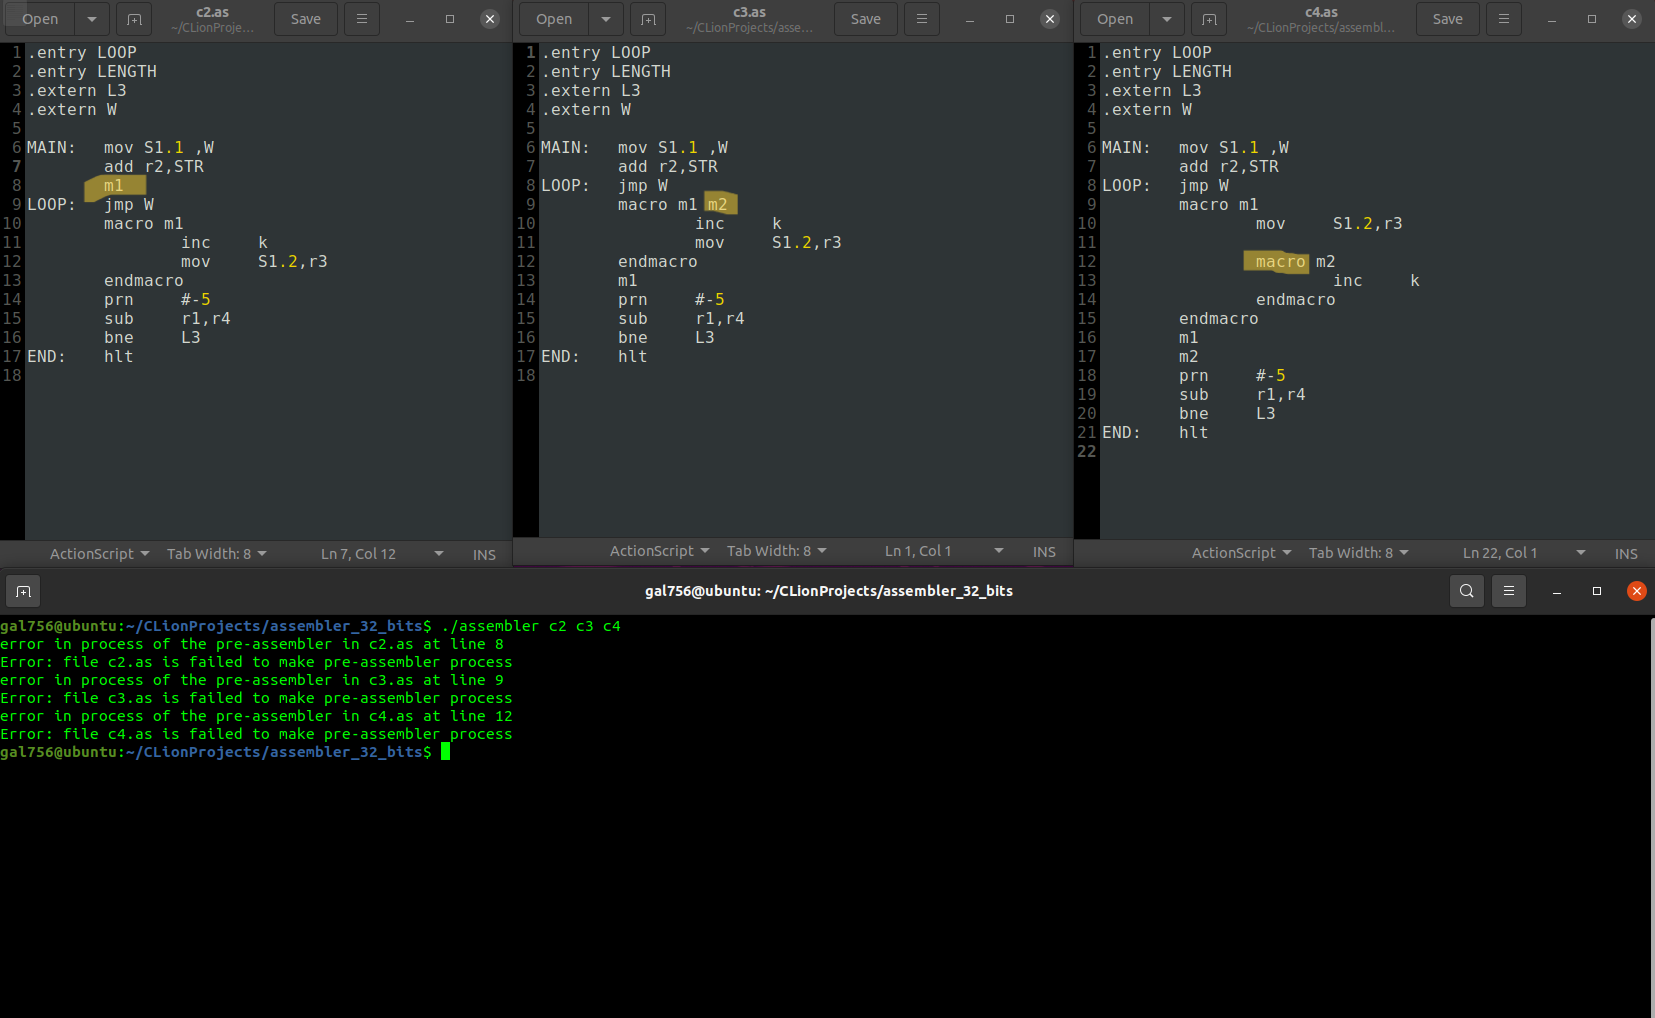 Open c2.as Save
~/CLionProje...
1 .entry LOOP
2 .entry LENGTH
3 .extern L3
4 .extern W
5
6 MAIN: mov S1.1 ,W
7 add r2,STR
8 m1
9 LOOP: jmp W
10 macro m1
11 inc k
12 mov S1.2,r3
13 endmacro
14 prn #-5
15 sub r1,r4
16 bne L3
17 END: hlt
18
ActionScript Tab Width: 8 Ln 7, Col 12 INS
Open c3.as Save
~/CLionProjects/asse...
1 .entry LOOP
2 .entry LENGTH
3 .extern L3
4 .extern W
5
6 MAIN: mov S1.1 ,W
7 add r2,STR
8 LOOP: jmp W
9 macro m1 m2
10 inc k
11 mov S1.2,r3
12 endmacro
13 m1
14 prn #-5
15 sub r1,r4
16 bne L3
17 END: hlt
18
ActionScript Tab Width: 8 Ln 1, Col 1 INS
Open c4.as Save
~/CLionProjects/assembl...
1 .entry LOOP
2 .entry LENGTH
3 .extern L3
4 .extern W
5
6 MAIN: mov S1.1 ,W
7 add r2,STR
8 LOOP: jmp W
9 macro m1
10 mov S1.2,r3
11
12 macro m2
13 inc k
14 endmacro
15 endmacro
16 m1
17 m2
18 prn #-5
19 sub r1,r4
20 bne L3
21 END: hlt
22
ActionScript Tab Width: 8 Ln 22, Col 1 INS
gal756@ubuntu: ~/CLionProjects/assembler_32_bits
gal756@ubuntu:~/CLionProjects/assembler_32_bits$ ./assembler c2 c3 c4
error in process of the pre-assembler in c2.as at line 8
Error: file c2.as is failed to make pre-assembler process
error in process of the pre-assembler in c3.as at line 9
Error: file c3.as is failed to make pre-assembler process
error in process of the pre-assembler in c4.as at line 12
Error: file c4.as is failed to make pre-assembler process
gal756@ubuntu:~/CLionProjects/assembler_32_bits$